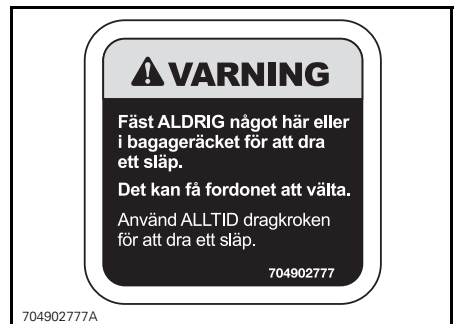 VARNING
Fäst ALDRIG något här eller
i bagageräcket för att dra
ett släp.
Det kan få fordonet att välta.
Använd ALLTID dragkroken
för att dra ett släp.
704902777
704902777A